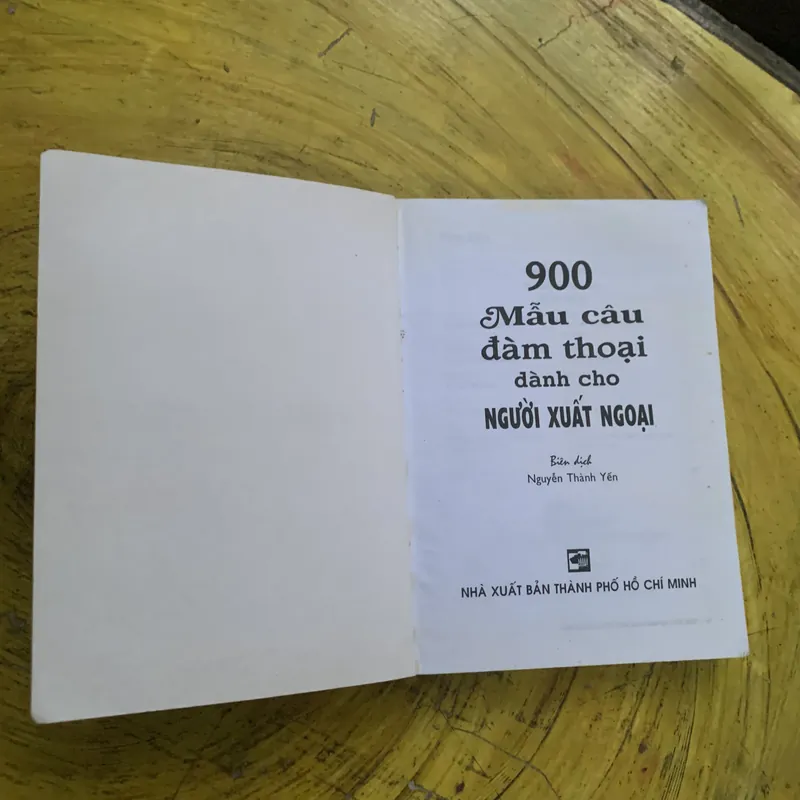 900
Mẫu câu
đàm thoại
dành cho
NGƯỜI XUẤT NGOẠI
Biên dịch
Nguyễn Thành Yến
NHÀ XUẤT BẢN THÀNH PHỐ HỒ CHÍ MINH